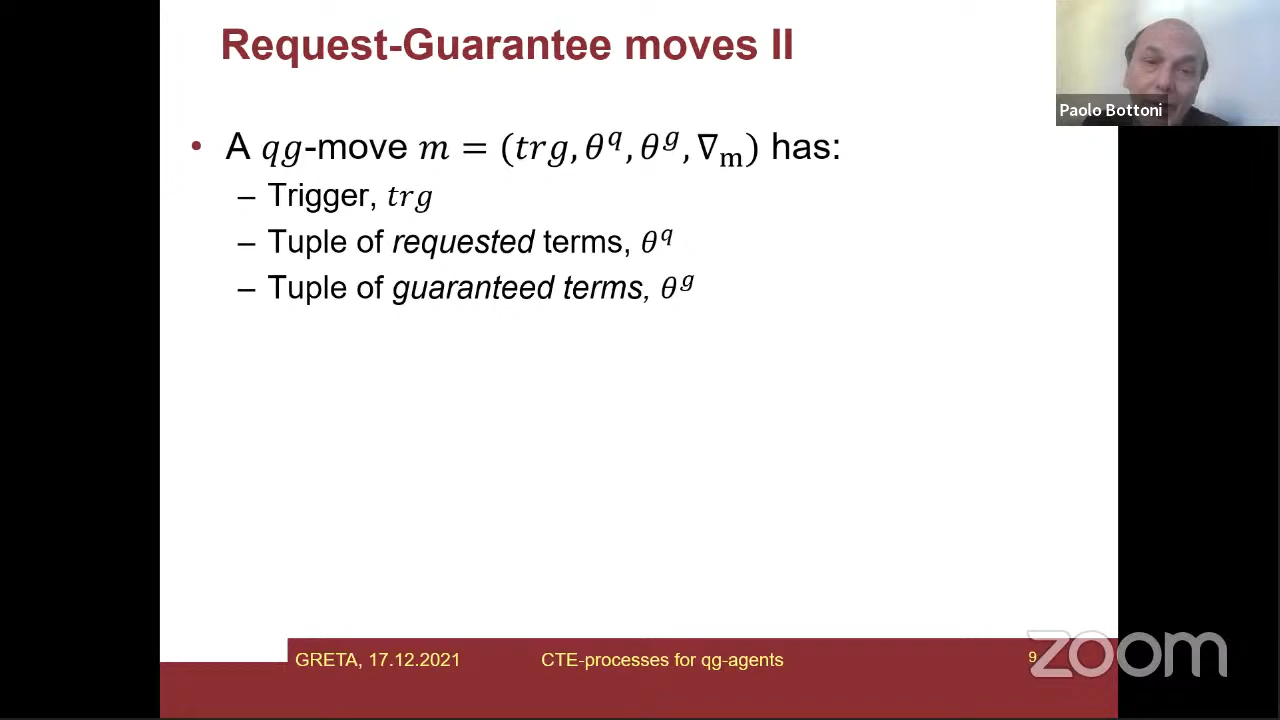 Request-Guarantee moves II
Paolo Bottoni
• A qg-move m = (trg, θ^q, θ^g, ∇_m) has:
– Trigger, trg
– Tuple of requested terms, θ^q
– Tuple of guaranteed terms, θ^g
GRETA, 17.12.2021 CTE-processes for qg-agents 9
zoom